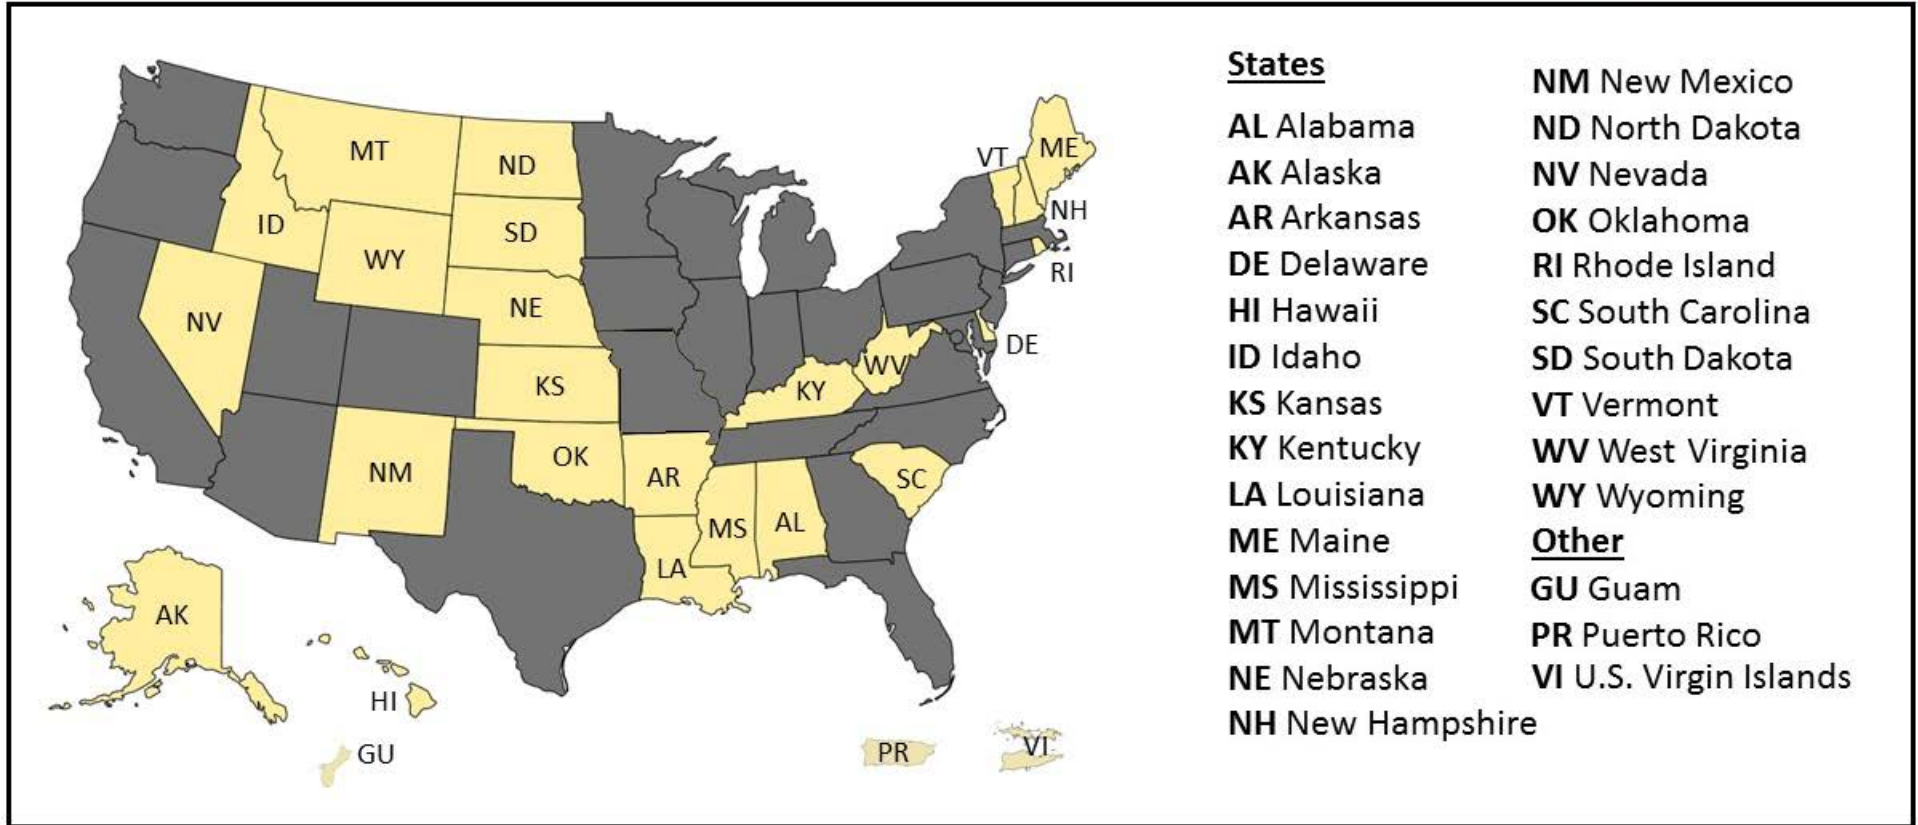 MT
ND
VT
ME
ID
SD
NH
WY
RI
NE
NV
DE
WV
KS
KY
OK
NM
AR
SC
MS
AL
LA
AK
HI
GU
PR
VI
States
AL Alabama
AK Alaska
AR Arkansas
DE Delaware
HI Hawaii
ID Idaho
KS Kansas
KY Kentucky
LA Louisiana
ME Maine
MS Mississippi
MT Montana
NE Nebraska
NH New Hampshire
NM New Mexico
ND North Dakota
NV Nevada
OK Oklahoma
RI Rhode Island
SC South Carolina
SD South Dakota
VT Vermont
WV West Virginia
WY Wyoming
Other
GU Guam
PR Puerto Rico
VI U.S. Virgin Islands